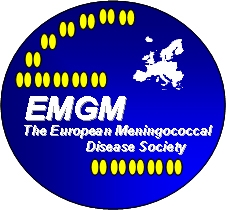 EMGM
The European Meningococcal
Disease Society